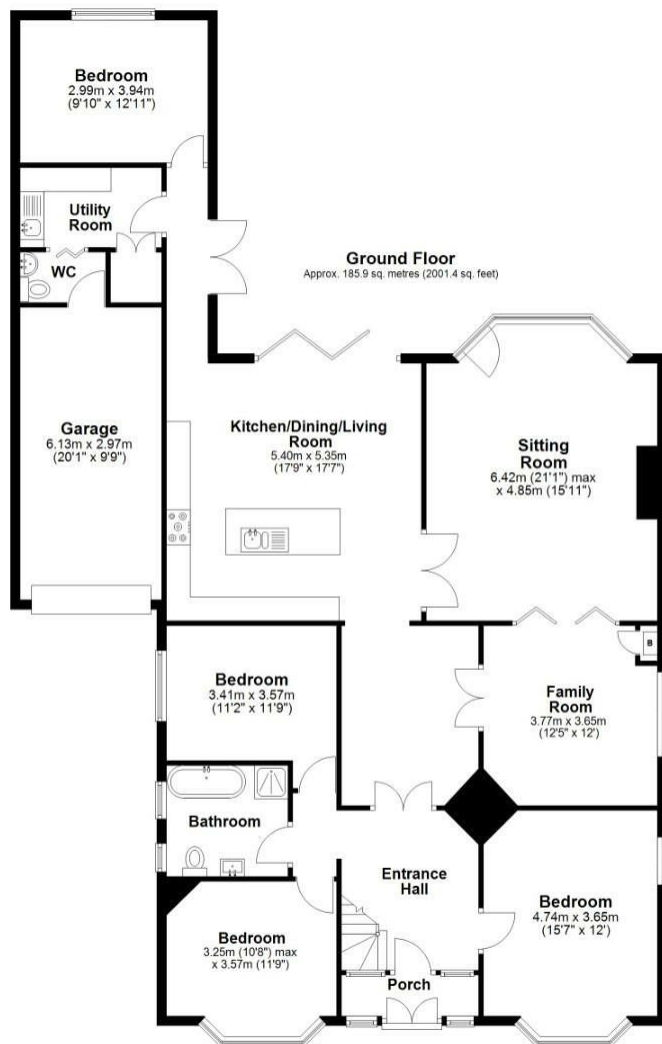 Bedroom
2.99m x 3.94m
(9'10" x 12'11")
Utility
Room
WC
Ground Floor
Approx. 185.9 sq. metres (2001.4 sq. feet)
Garage
6.13m x 2.97m
(20'1" x 9'9")
Kitchen/Dining/Living
Room
5.40m x 5.35m
(17'9" x 17'7")
Sitting
Room
6.42m (21'1") max
x 4.85m (15'11")
Bedroom
3.41m x 3.57m
(11'2" x 11'9")
B
Family
Room
3.77m x 3.65m
(12'5" x 12')
Bathroom
Entrance
Hall
Bedroom
4.74m x 3.65m
(15'7" x 12')
Bedroom
3.25m (10'8") max
x 3.57m (11'9")
Porch